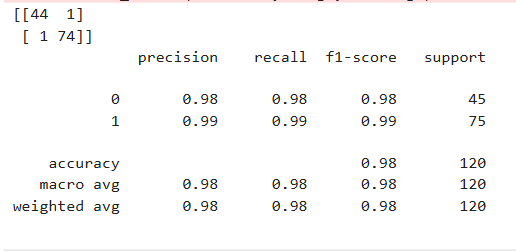 [[44  1]
 [ 1 74]]
              precision    recall  f1-score   support

           0       0.98      0.98      0.98        45
           1       0.99      0.99      0.99        75

    accuracy                           0.98       120
   macro avg       0.98      0.98      0.98       120
weighted avg       0.98      0.98      0.98       120